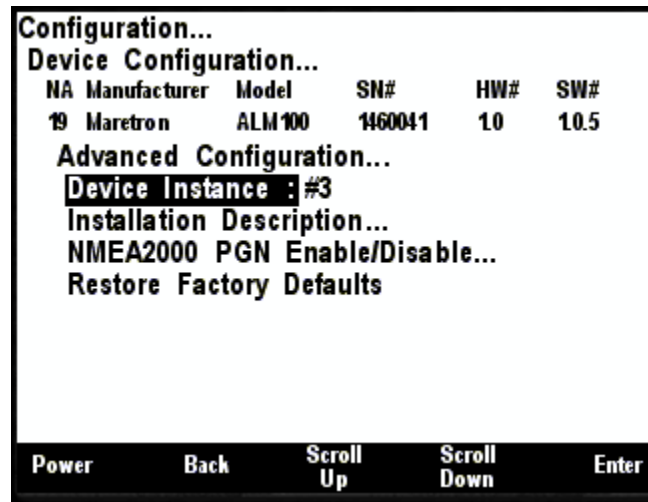 Configuration...
Device Configuration...
NA Manufacturer Model SN# HW# SW#
19 Maretron ALM100 1460041 1.0 1.0.5
Advanced Configuration...
Device Instance : #3
Installation Description...
NMEA2000 PGN Enable/Disable...
Restore Factory Defaults
Power Back Scroll Up Scroll Down Enter